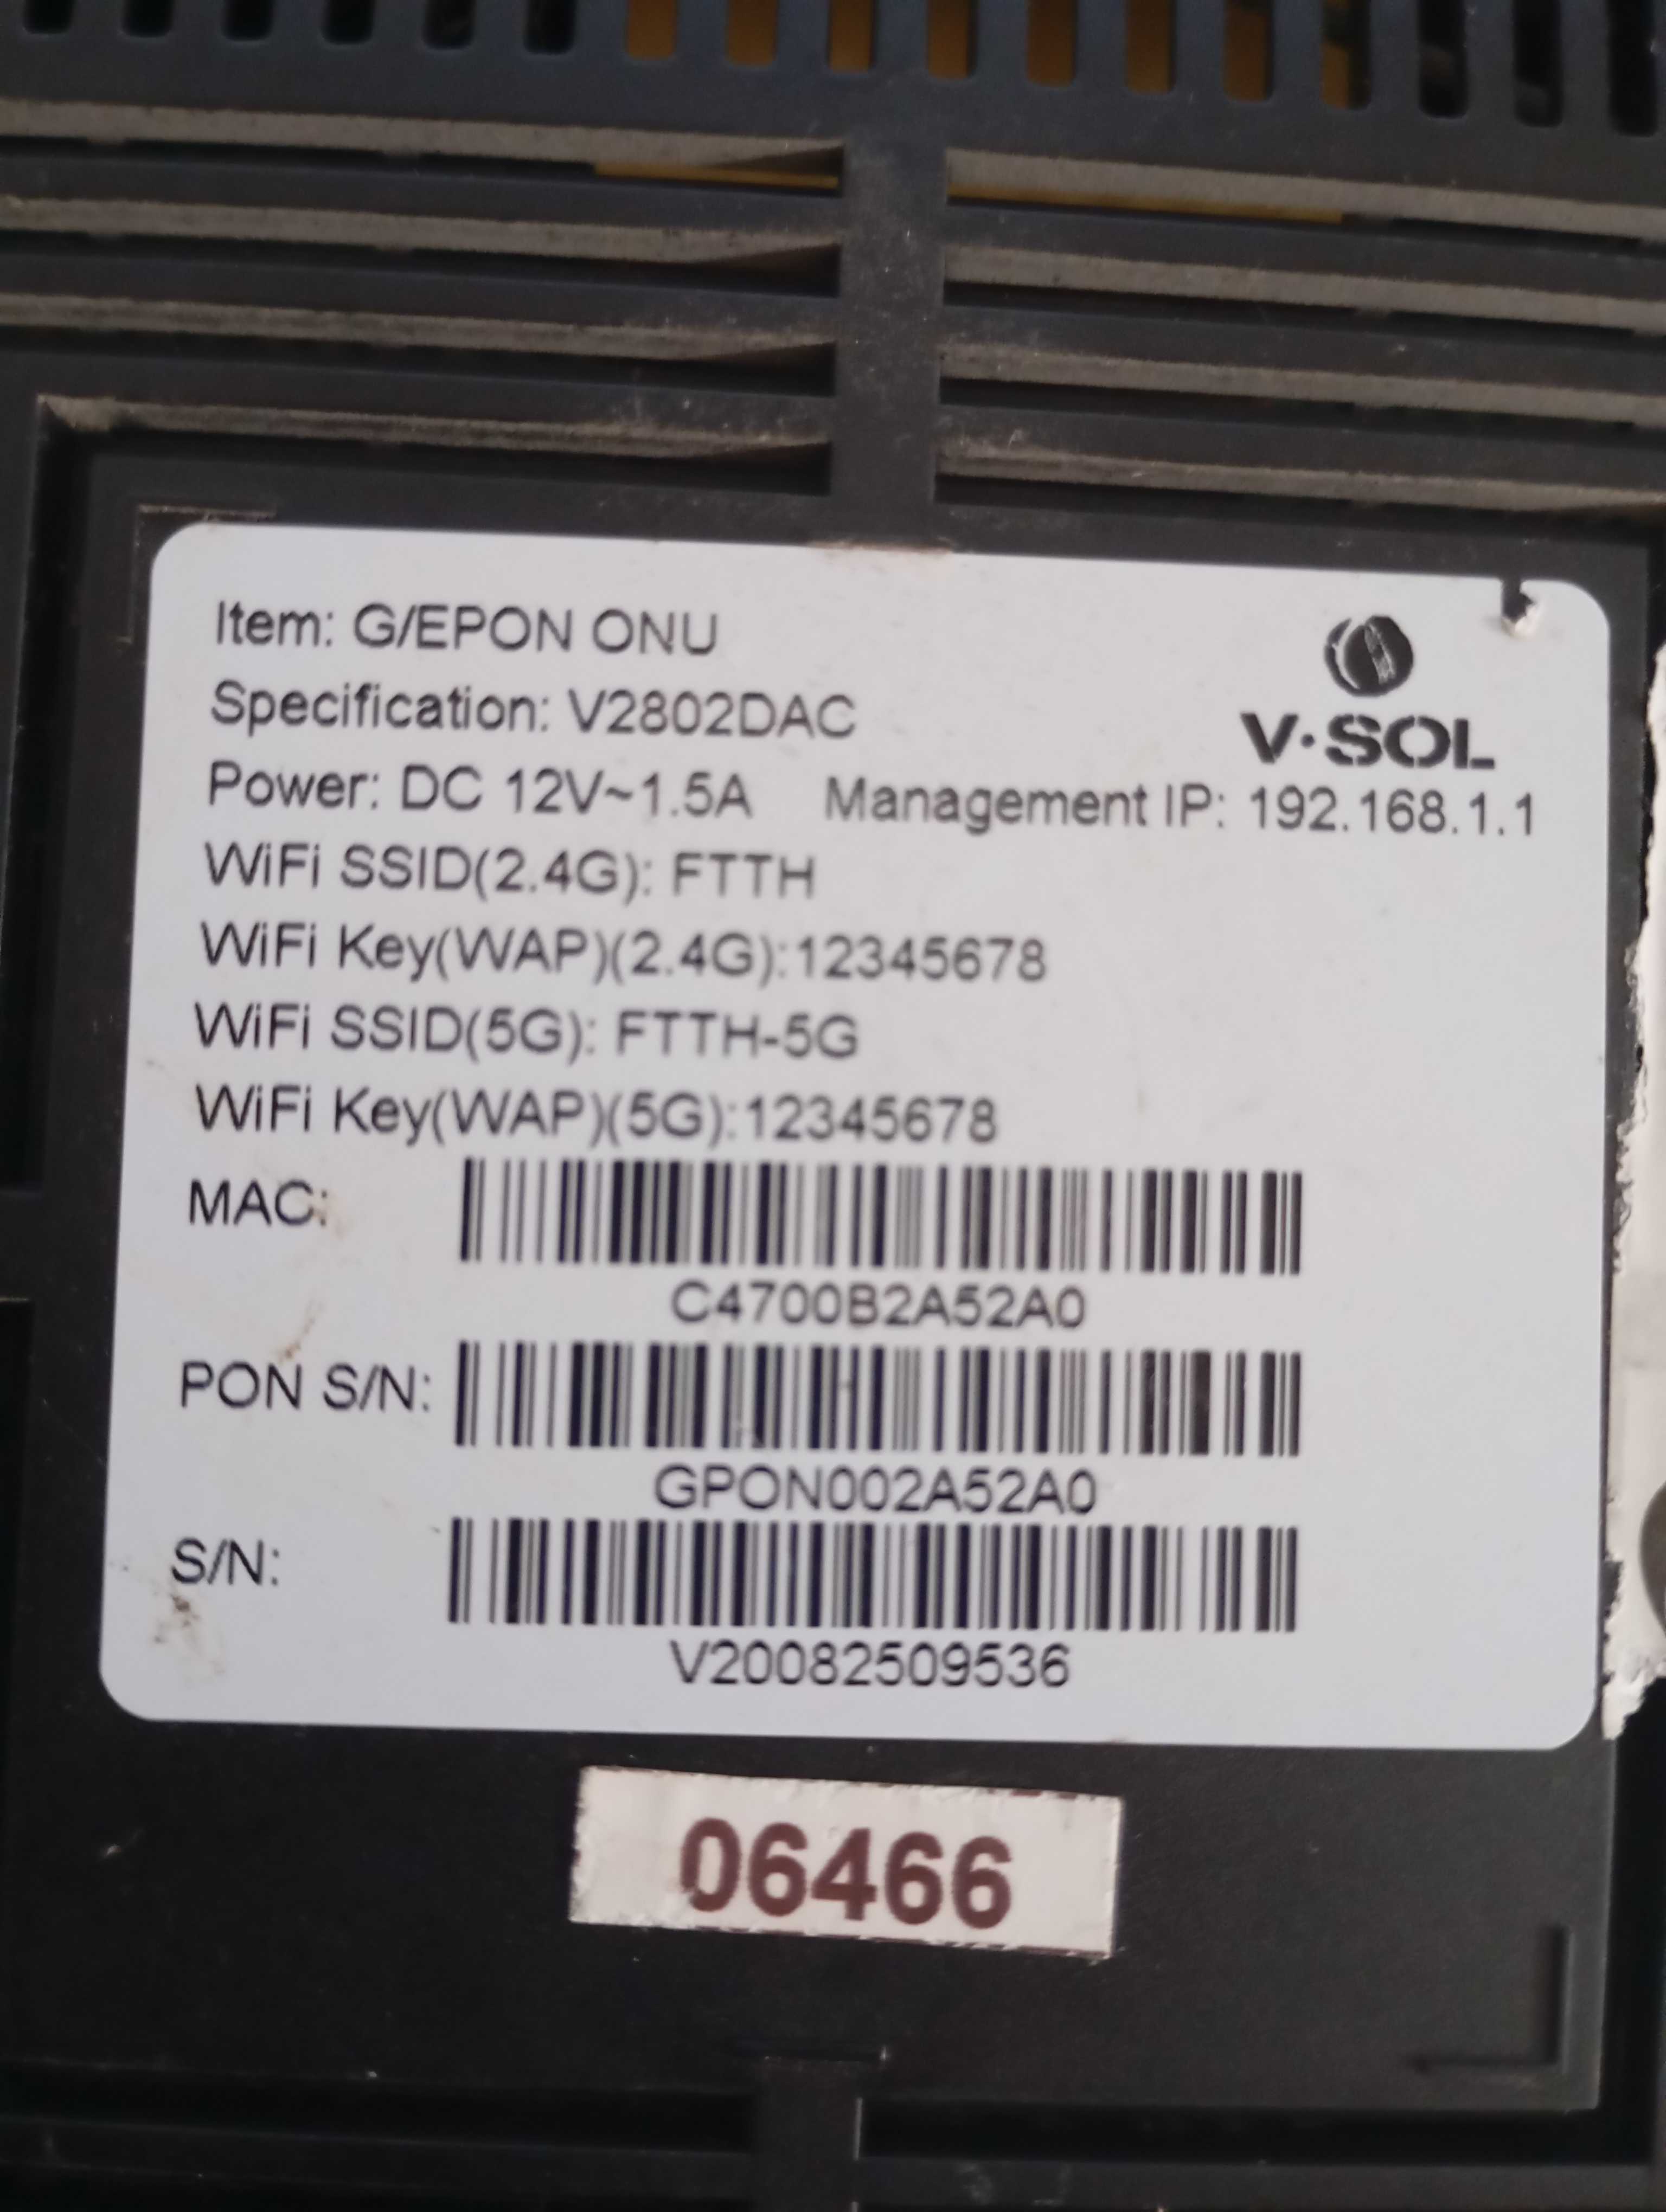 Item: G/EPON ONU
Specification: V2802DAC
V·SOL
Power: DC 12V~1.5A Management IP: 192.168.1.1
WiFi SSID(2.4G): FTTH
WiFi Key(WAP)(2.4G):12345678
WiFi SSID(5G): FTTH-5G
WiFi Key(WAP)(5G):12345678
MAC:
C4700B2A52A0
PON S/N:
GPON002A52A0
S/N:
V20082509536
06466